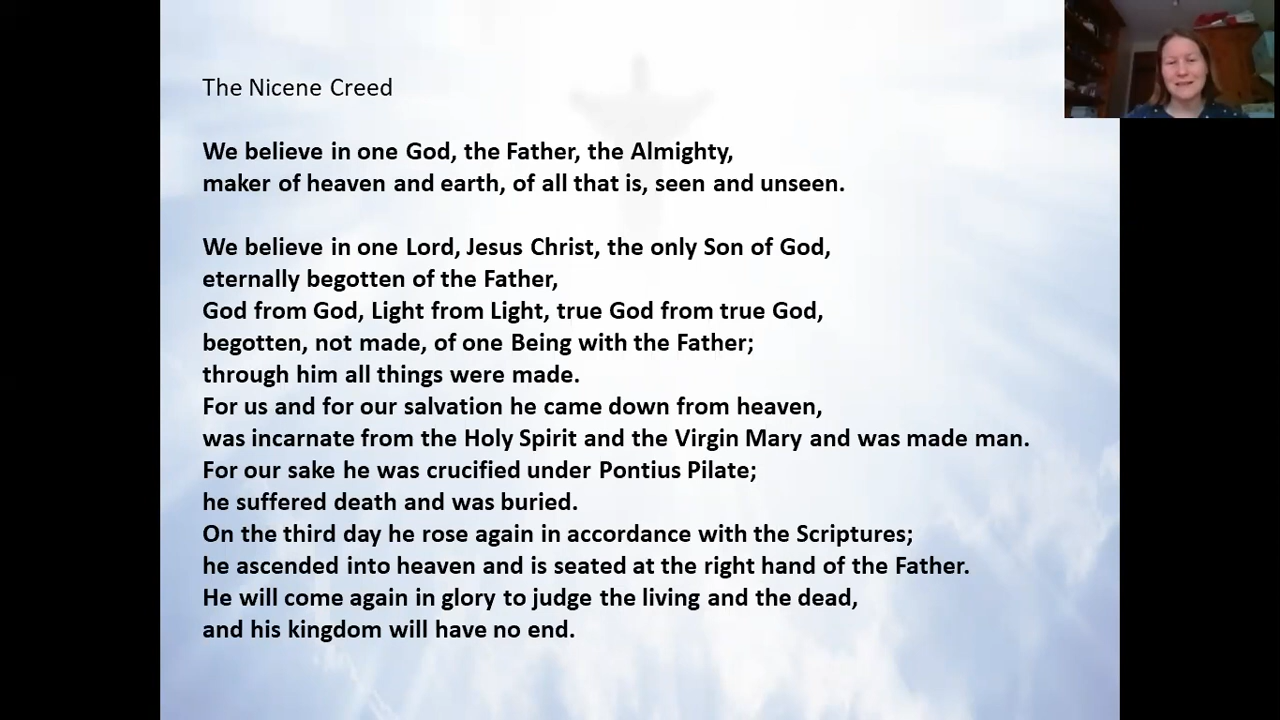 The Nicene Creed
We believe in one God, the Father, the Almighty,
maker of heaven and earth, of all that is, seen and unseen.
We believe in one Lord, Jesus Christ, the only Son of God,
eternally begotten of the Father,
God from God, Light from Light, true God from true God,
begotten, not made, of one Being with the Father;
through him all things were made.
For us and for our salvation he came down from heaven,
was incarnate from the Holy Spirit and the Virgin Mary and was made man.
For our sake he was crucified under Pontius Pilate;
he suffered death and was buried.
On the third day he rose again in accordance with the Scriptures;
he ascended into heaven and is seated at the right hand of the Father.
He will come again in glory to judge the living and the dead,
and his kingdom will have no end.